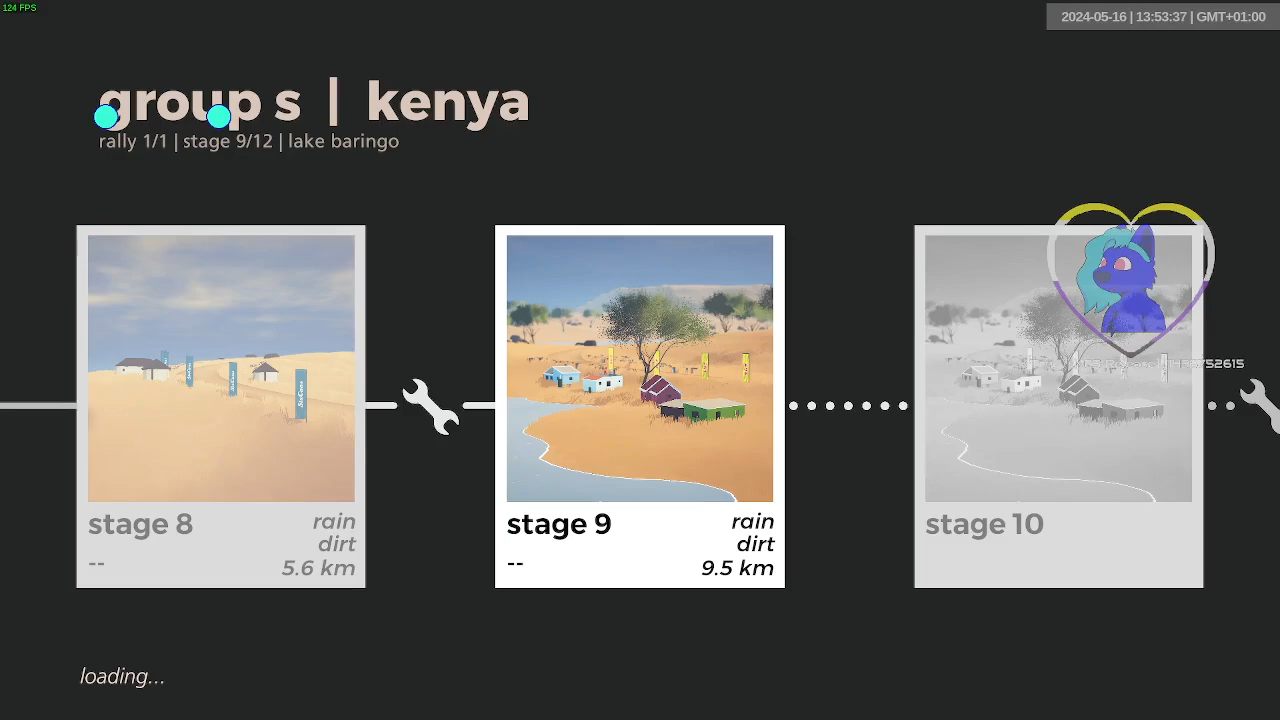 124 FPS
2024-05-16 | 13:53:37 | GMT+01:00
group s | kenya
rally 1/1 | stage 9/12 | lake baringo
stage 8
rain
dirt
--
5.6 km
stage 9
rain
dirt
--
9.5 km
stage 10
loading...